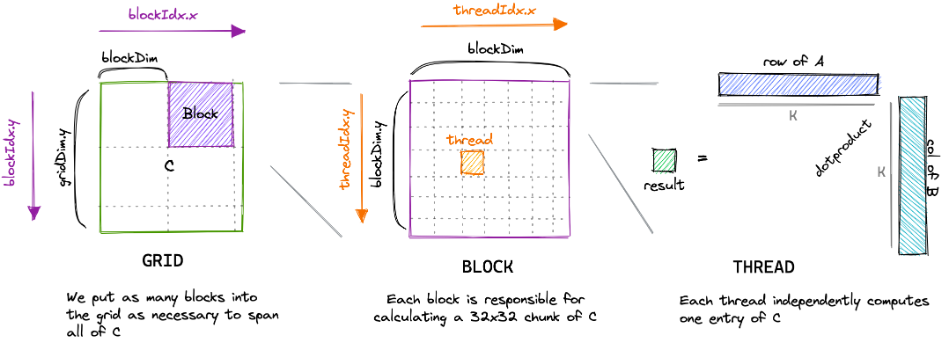 blockIdx.x
blockDim
blockIdx.y
gridDim.y
Block
C
GRID
We put as many blocks into
the grid as necessary to span
all of C
threadIdx.x
blockDim
threadIdx.y
blockDim.y
thread
BLOCK
Each block is responsible for
calculating a 32x32 chunk of C
row of A
K
dotproduct
K
col of B
=
result
THREAD
Each thread independently computes
one entry of C